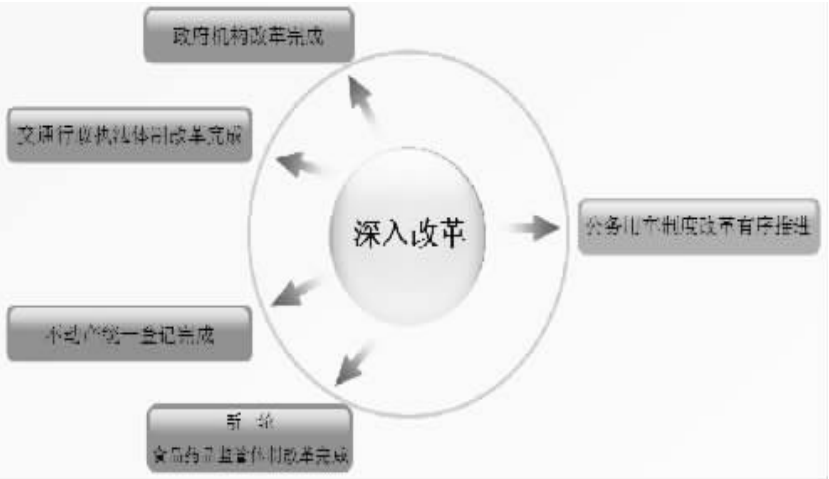 政府机构改革完成
交通行政执法体制改革完成
深入改革
公务用车制度改革有序推进
不动产统一登记完成
新一轮
食品药品监管体制改革完成